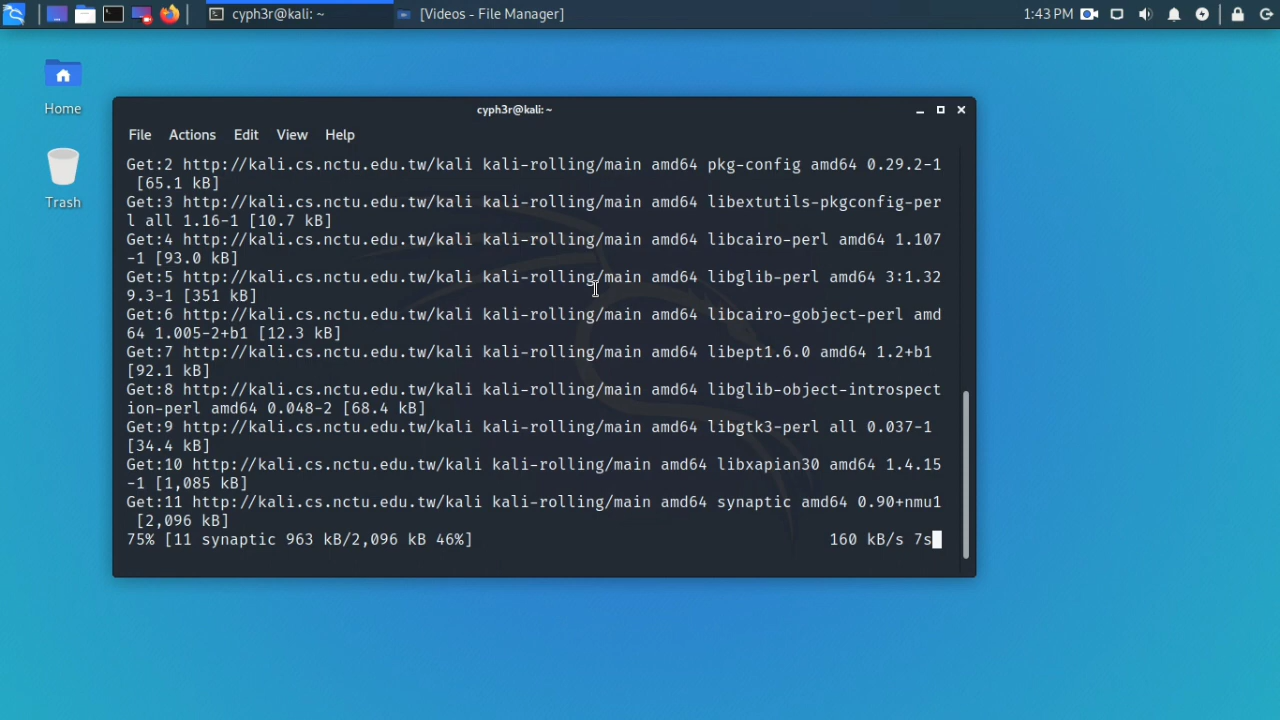 cyph3r@kali: ~
[Videos - File Manager]
1:43 PM
Home
Trash
cyph3r@kali: ~
File Actions Edit View Help
Get:2 http://kali.cs.nctu.edu.tw/kali kali-rolling/main amd64 pkg-config amd64 0.29.2-1
[65.1 kB]
Get:3 http://kali.cs.nctu.edu.tw/kali kali-rolling/main amd64 libextutils-pkgconfig-per
l all 1.16-1 [10.7 kB]
Get:4 http://kali.cs.nctu.edu.tw/kali kali-rolling/main amd64 libcairo-perl amd64 1.107
-1 [93.0 kB]
Get:5 http://kali.cs.nctu.edu.tw/kali kali-rolling/main amd64 libglib-perl amd64 3:1.32
9.3-1 [351 kB]
Get:6 http://kali.cs.nctu.edu.tw/kali kali-rolling/main amd64 libcairo-gobject-perl amd
64 1.005-2+b1 [12.3 kB]
Get:7 http://kali.cs.nctu.edu.tw/kali kali-rolling/main amd64 libept1.6.0 amd64 1.2+b1
[92.1 kB]
Get:8 http://kali.cs.nctu.edu.tw/kali kali-rolling/main amd64 libglib-object-introspect
ion-perl amd64 0.048-2 [68.4 kB]
Get:9 http://kali.cs.nctu.edu.tw/kali kali-rolling/main amd64 libgtk3-perl all 0.037-1
[34.4 kB]
Get:10 http://kali.cs.nctu.edu.tw/kali kali-rolling/main amd64 libxapian30 amd64 1.4.15
-1 [1,085 kB]
Get:11 http://kali.cs.nctu.edu.tw/kali kali-rolling/main amd64 synaptic amd64 0.90+nmu1
[2,096 kB]
75% [11 synaptic 963 kB/2,096 kB 46%] 160 kB/s 7s